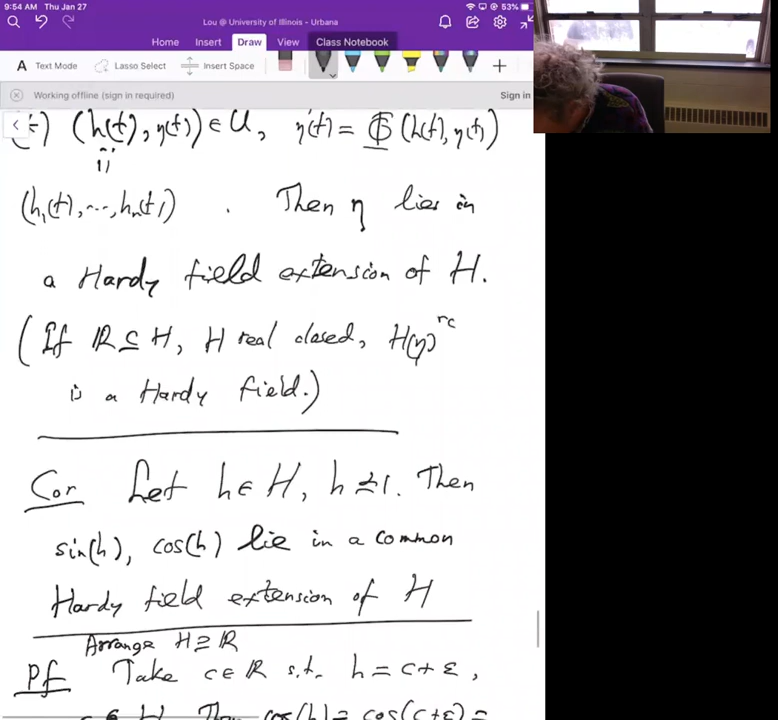 9:54 AM Thu Jan 27
53%
Lou @ University of Illinois - Urbana
Home Insert Draw View Class Notebook
A Text Mode Lasso Select Insert Space
Working offline (sign in required) Sign in
(h(t), η(t)) ∈ U, η'(t) = G (h(t), η(t))
(h₁(t), ..., hₙ(t)) . Then η lies in
a Hardy field extension of H.
(If ℝ ⊆ H, H real closed, H(η)^rc
is a Hardy field.)
Cor Let h ∈ H, h ≼ 1. Then
sin(h), cos(h) lie in a common
Hardy field extension of H
Arrange H ⊇ ℝ
Pf Take c ∈ ℝ s.t. h = c + ε,
cos(h) = cos(c+ε) =